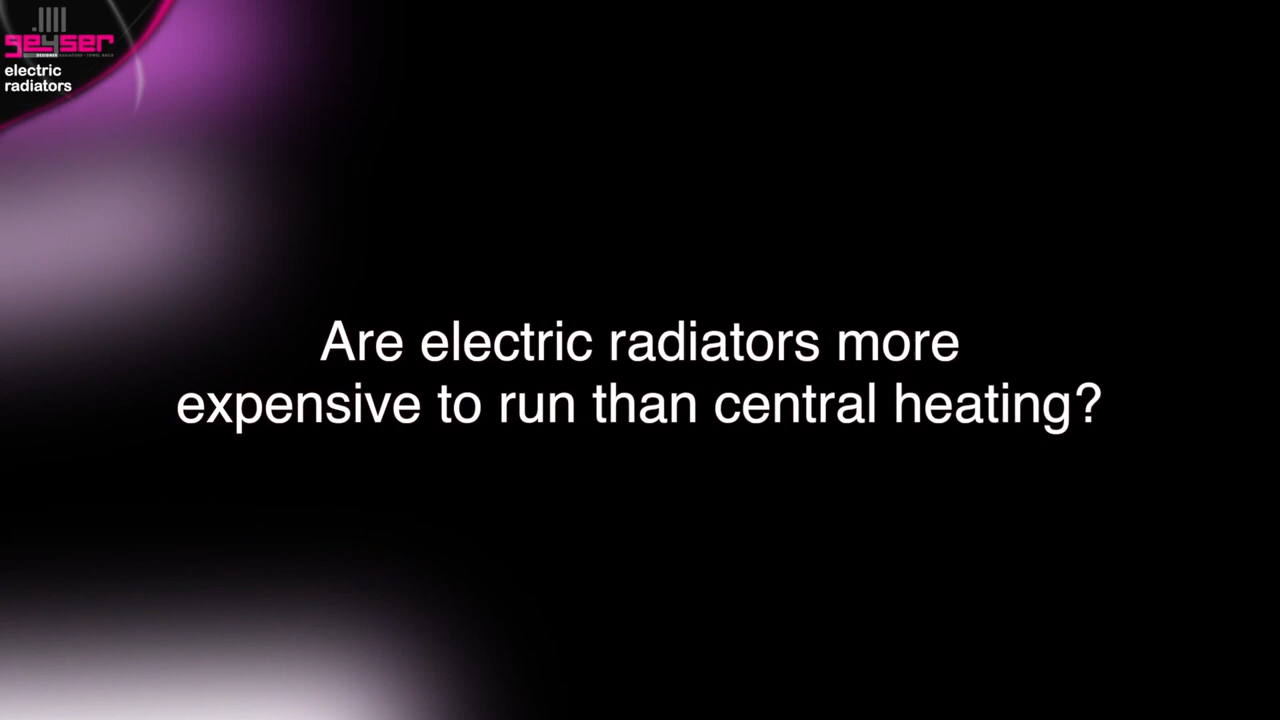 geyser
electric
radiators
Are electric radiators more
expensive to run than central heating?